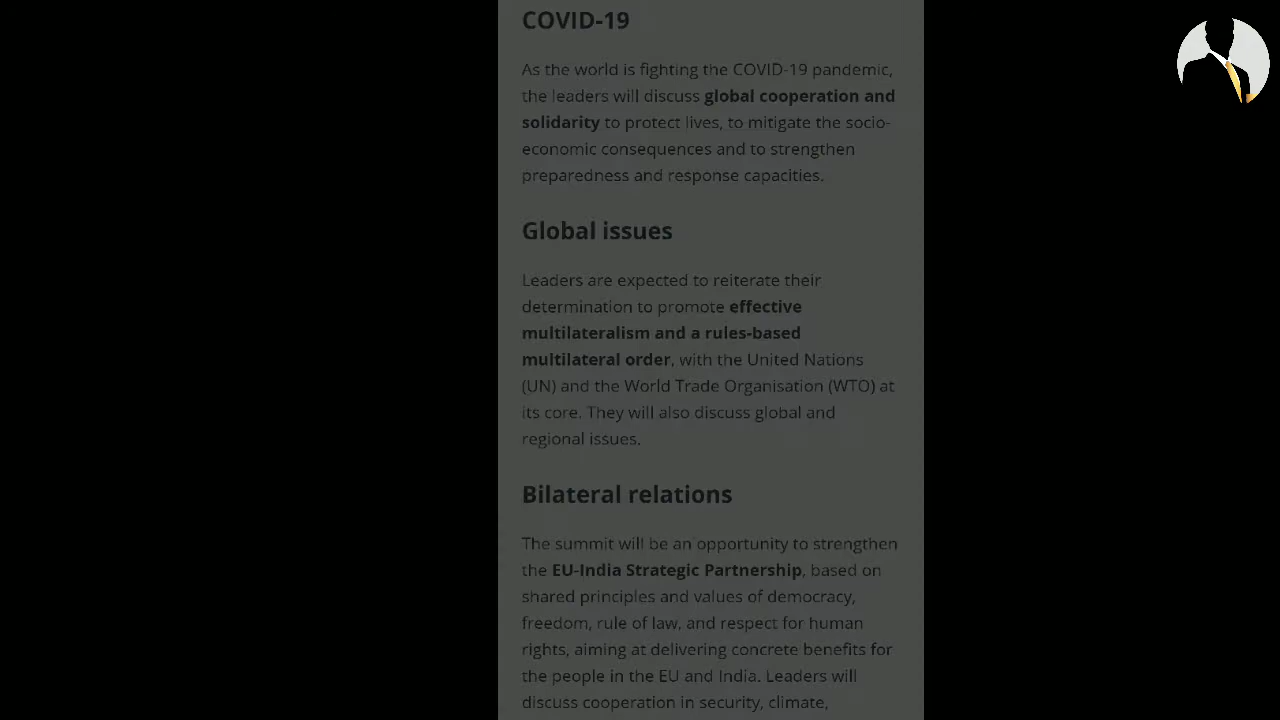 COVID-19
As the world is fighting the COVID-19 pandemic,
the leaders will discuss global cooperation and
solidarity to protect lives, to mitigate the socio-
economic consequences and to strengthen
preparedness and response capacities.
Global issues
Leaders are expected to reiterate their
determination to promote effective
multilateralism and a rules-based
multilateral order, with the United Nations
(UN) and the World Trade Organisation (WTO) at
its core. They will also discuss global and
regional issues.
Bilateral relations
The summit will be an opportunity to strengthen
the EU-India Strategic Partnership, based on
shared principles and values of democracy,
freedom, rule of law, and respect for human
rights, aiming at delivering concrete benefits for
the people in the EU and India. Leaders will
discuss cooperation in security, climate,